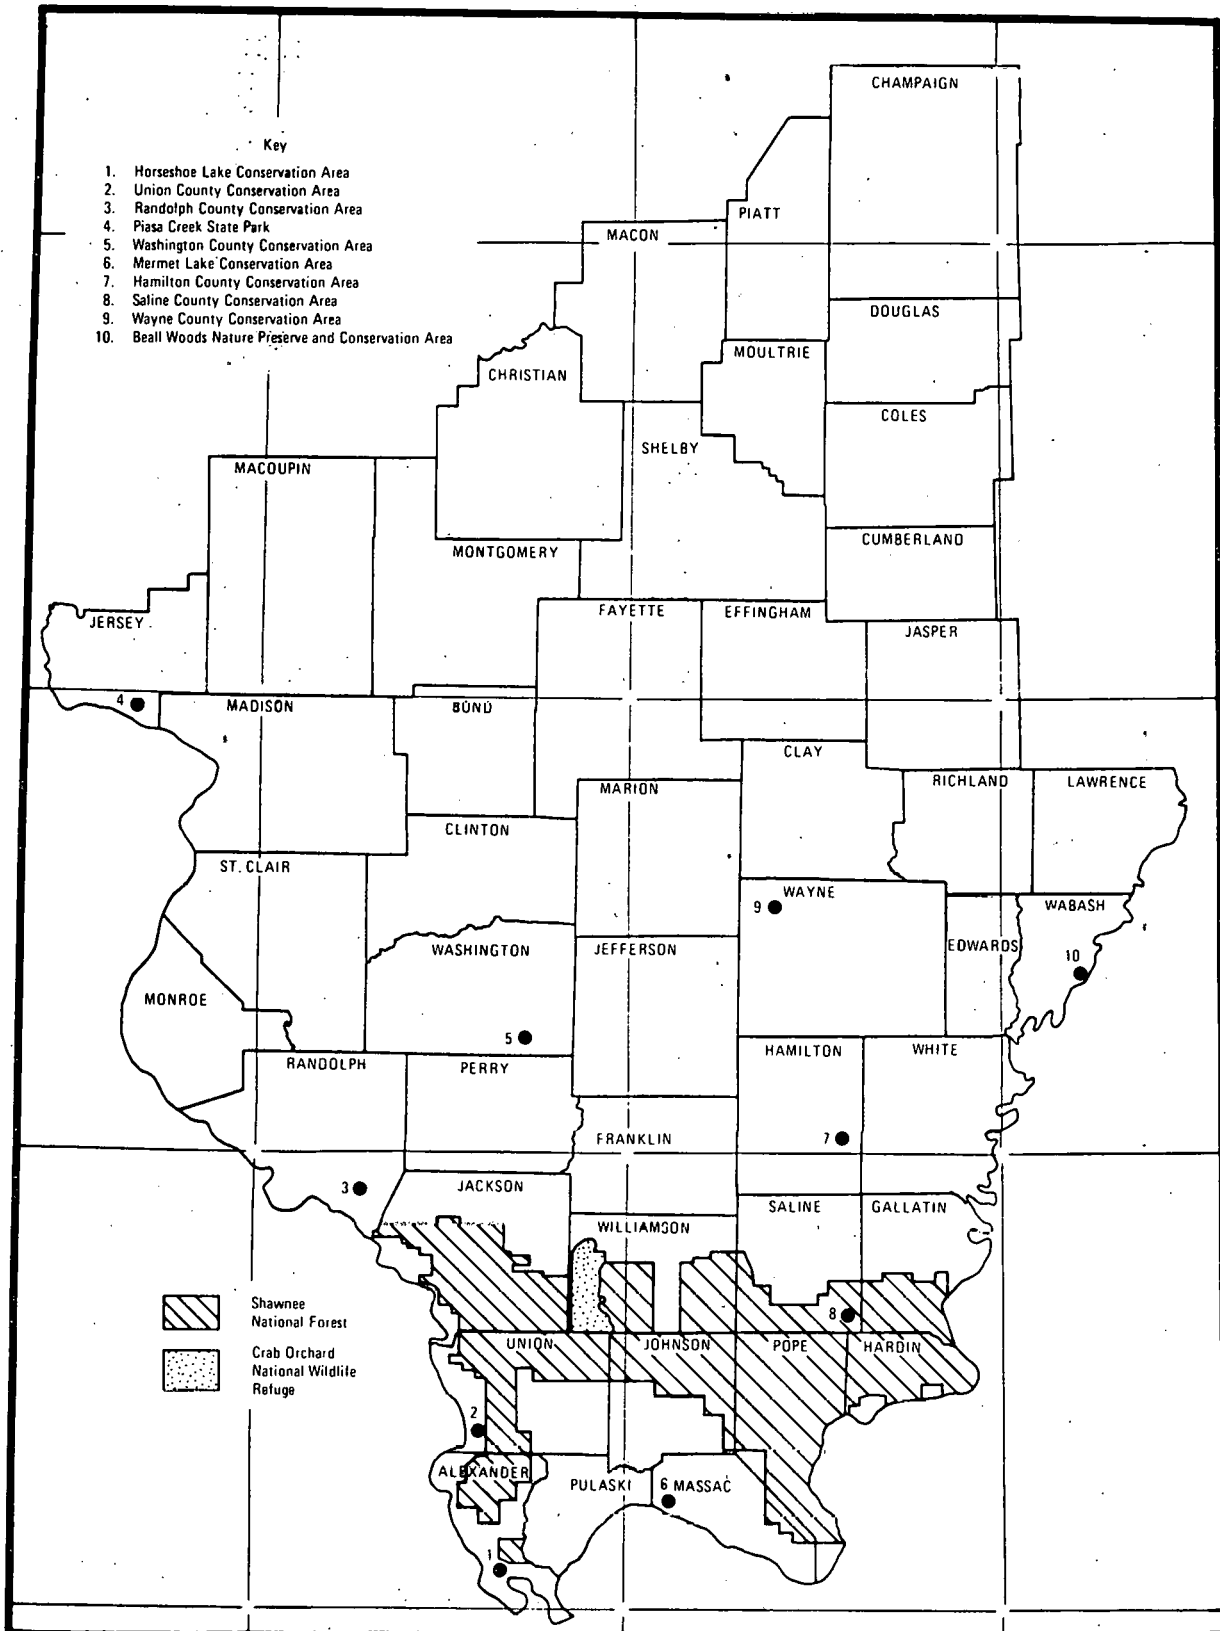 Key
1. Horseshoe Lake Conservation Area
2. Union County Conservation Area
3. Randolph County Conservation Area
4. Piasa Creek State Park
5. Washington County Conservation Area
6. Mermet Lake Conservation Area
7. Hamilton County Conservation Area
8. Saline County Conservation Area
9. Wayne County Conservation Area
10. Beall Woods Nature Preserve and Conservation Area
CHAMPAIGN
PIATT
MACON
DOUGLAS
MOULTRIE
CHRISTIAN
COLES
SHELBY
MACOUPIN
CUMBERLAND
MONTGOMERY
FAYETTE
EFFINGHAM
JERSEY
JASPER
4
MADISON
BOND
CLAY
RICHLAND
LAWRENCE
MARION
CLINTON
ST. CLAIR
WAYNE
9
WABASH
WASHINGTON
JEFFERSON
EDWARDS
10
MONROE
5
HAMILTON
WHITE
RANDOLPH
PERRY
FRANKLIN
7
3
JACKSON
SALINE
GALLATIN
WILLIAMSON
Shawnee
National Forest
8
UNION
JOHNSON
POPE
HARDIN
Crab Orchard
National Wildlife
Refuge
2
ALEXANDER
PULASKI
6
MASSAC
1